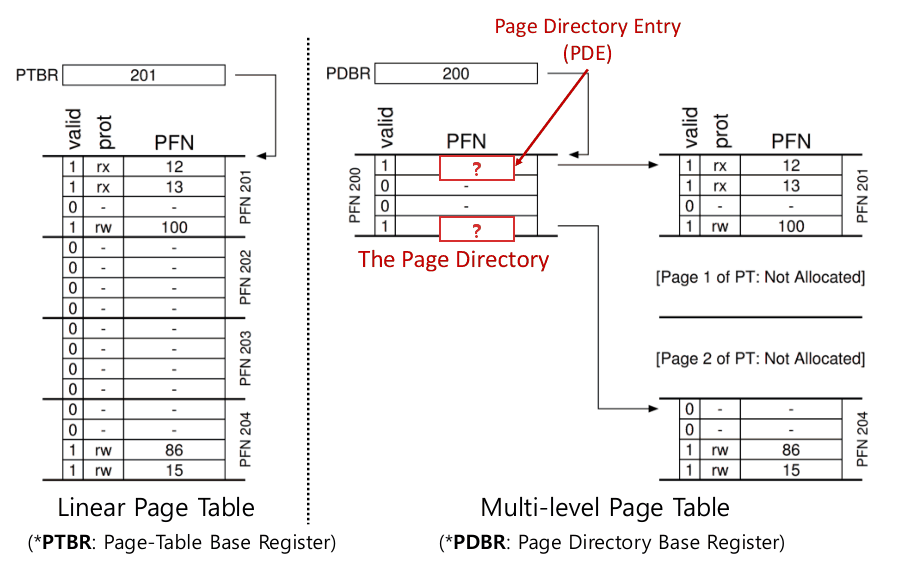 Page Directory Entry
(PDE)
PTBR 201
valid prot PFN
1 rx 12
1 rx 13
0 - -
1 rw 100
PFN 201
0 - -
0 - -
0 - -
0 - -
PFN 202
0 - -
0 - -
0 - -
0 - -
PFN 203
0 - -
0 - -
1 rw 86
1 rw 15
PFN 204
Linear Page Table
(*PTBR: Page-Table Base Register)
PDBR 200
valid PFN
PFN 200
1 ?
0 -
0 -
1 ?
The Page Directory
valid prot PFN
1 rx 12
1 rx 13
0 - -
1 rw 100
PFN 201
[Page 1 of PT: Not Allocated]
[Page 2 of PT: Not Allocated]
0 - -
0 - -
1 rw 86
1 rw 15
PFN 204
Multi-level Page Table
(*PDBR: Page Directory Base Register)